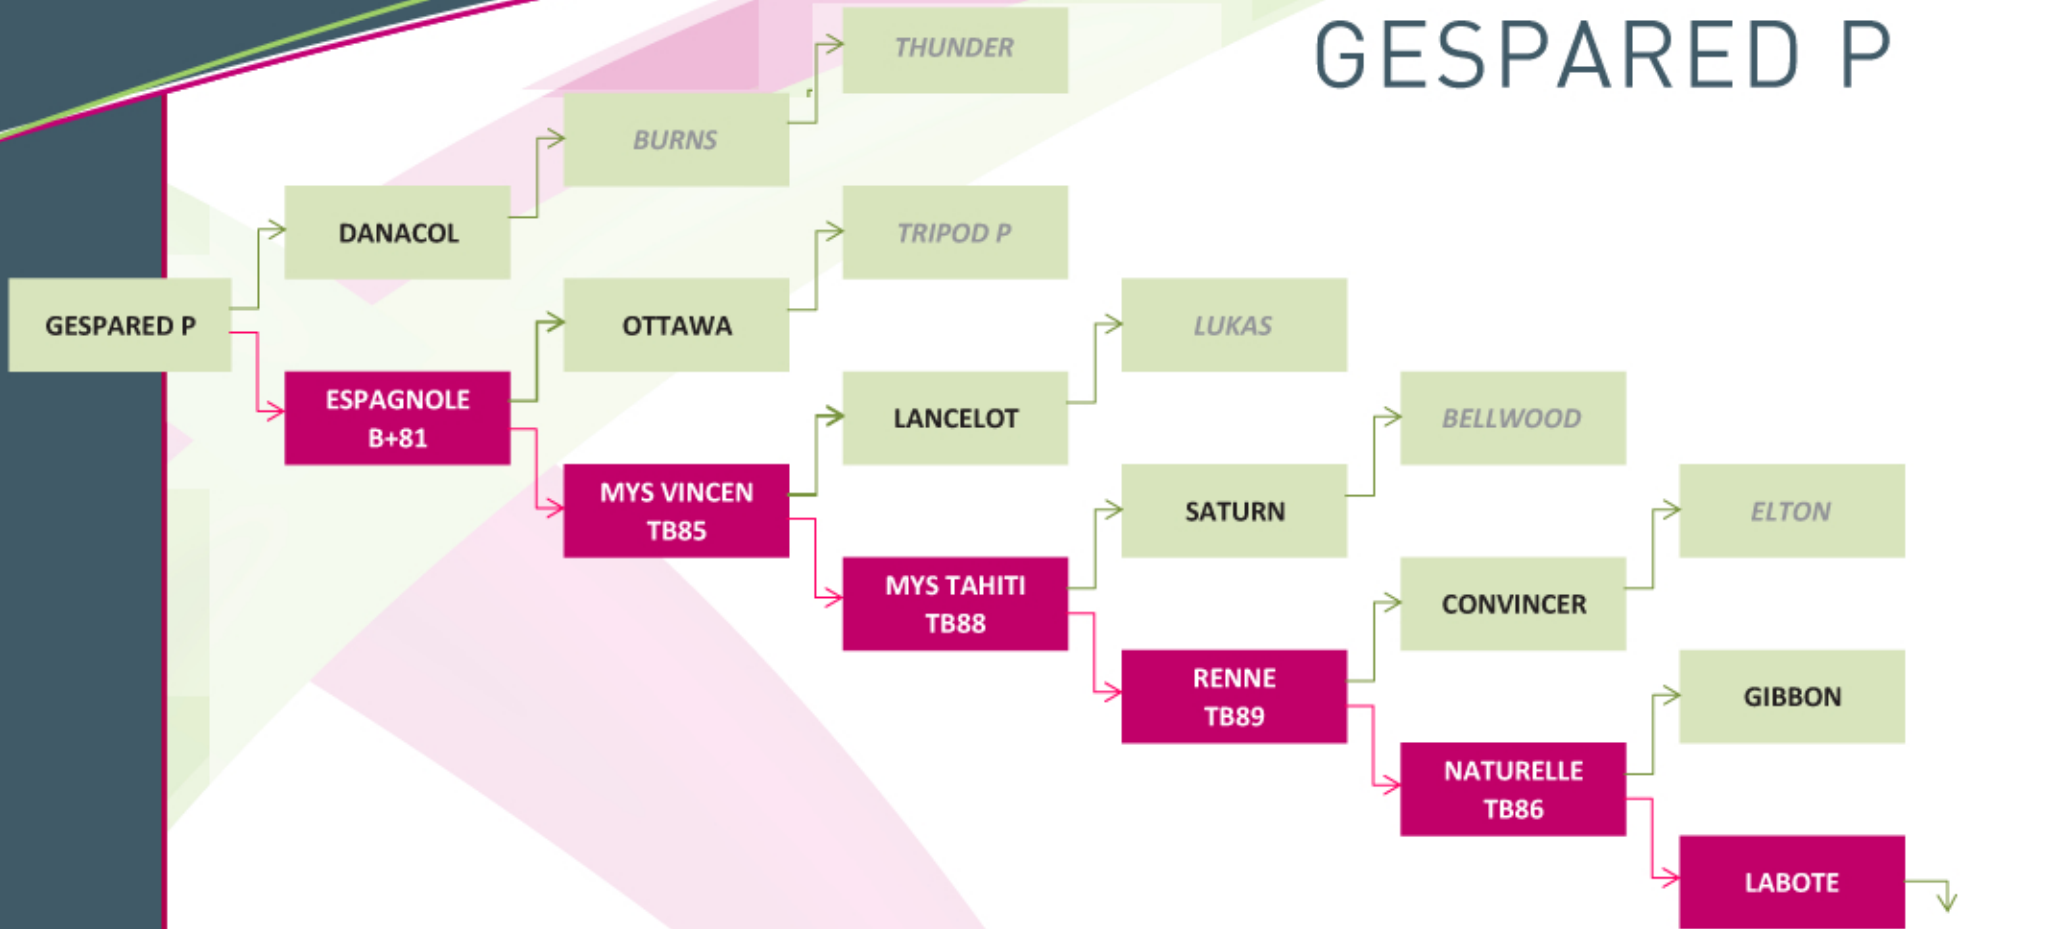 GESPARED P
THUNDER
BURNS
DANACOL
TRIPOD P
GESPARED P
OTTAWA
LUKAS
ESPAGNOLE
B+81
LANCELOT
BELLWOOD
MYS VINCEN
TB85
SATURN
ELTON
MYS TAHITI
TB88
CONVINCER
RENNE
TB89
GIBBON
NATURELLE
TB86
LABOTE